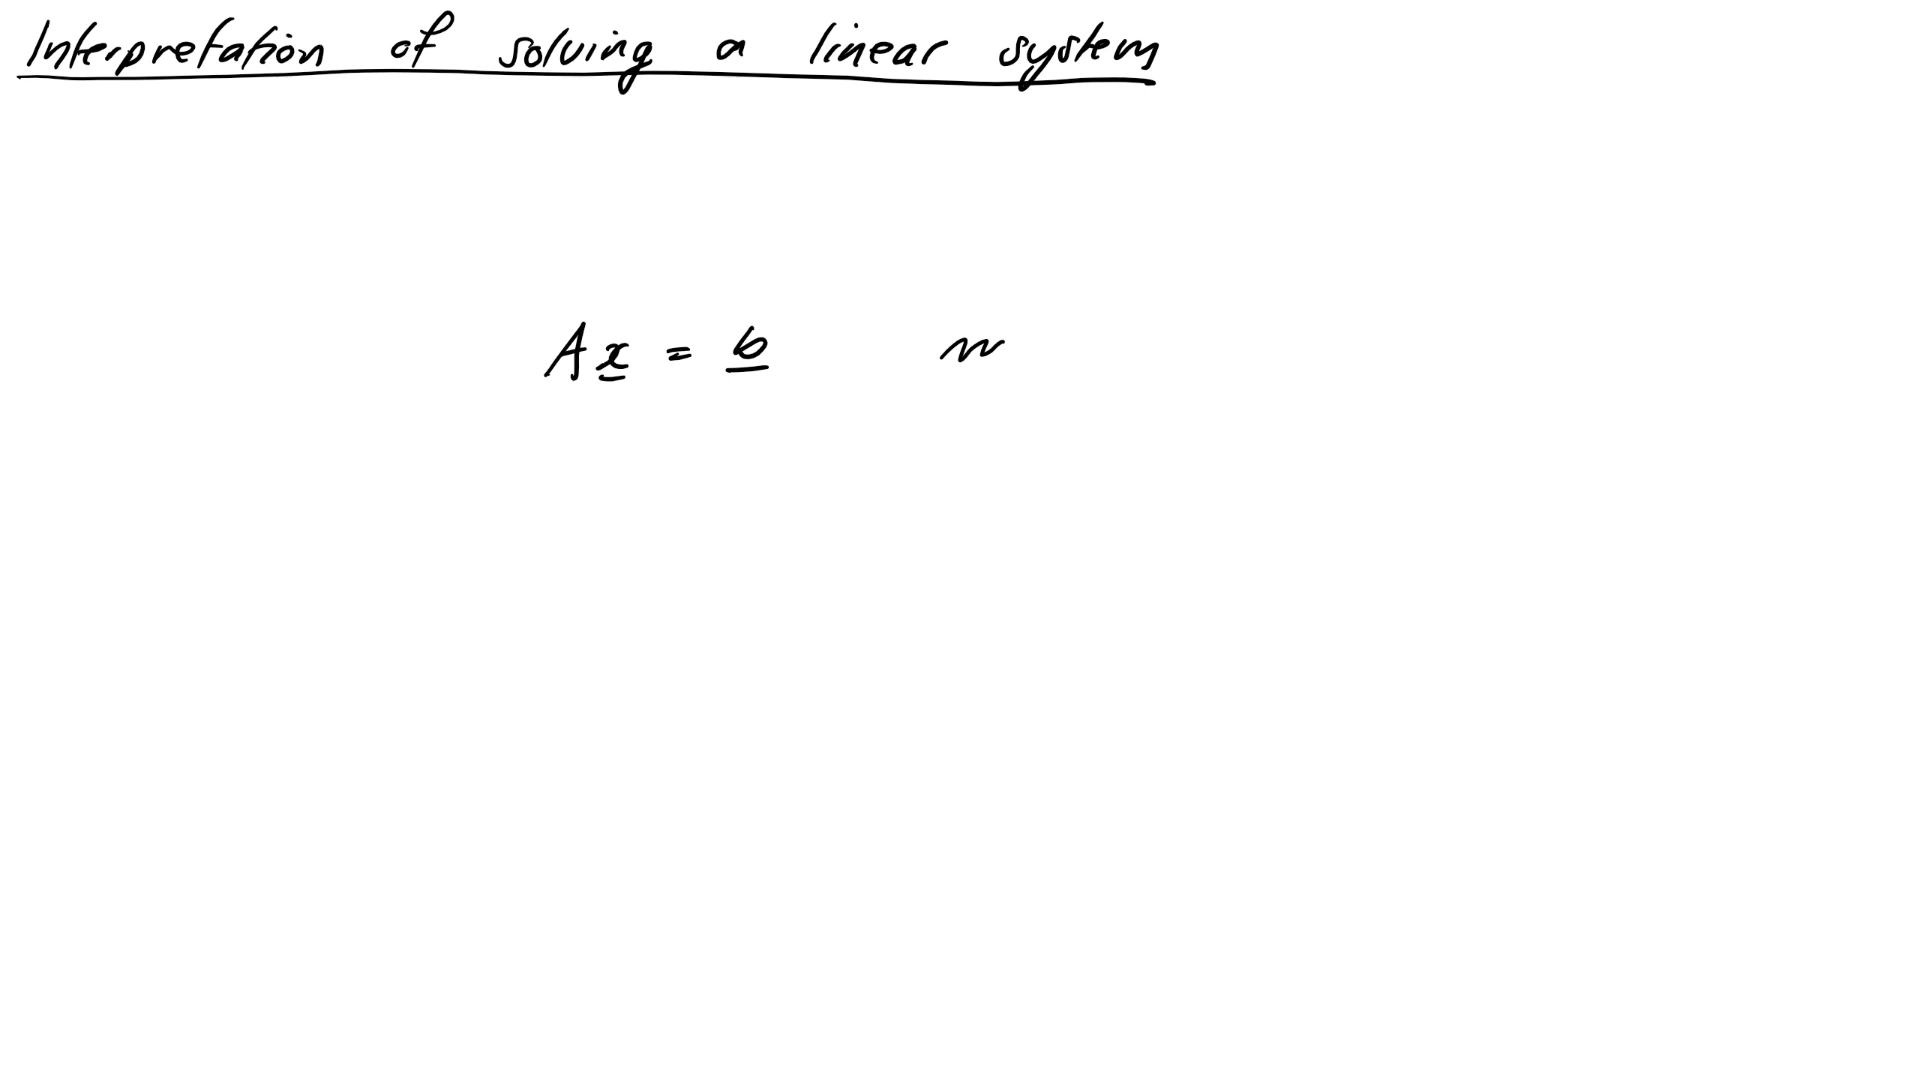 Interpretation of solving a linear system
Ax = b